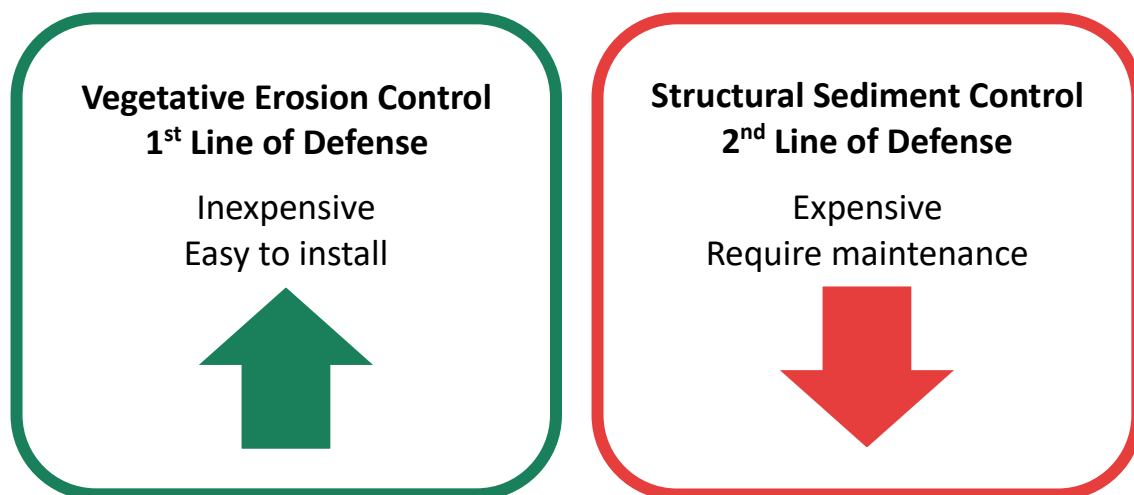 Vegetative Erosion Control
1st Line of Defense
Inexpensive
Easy to install
Structural Sediment Control
2nd Line of Defense
Expensive
Require maintenance